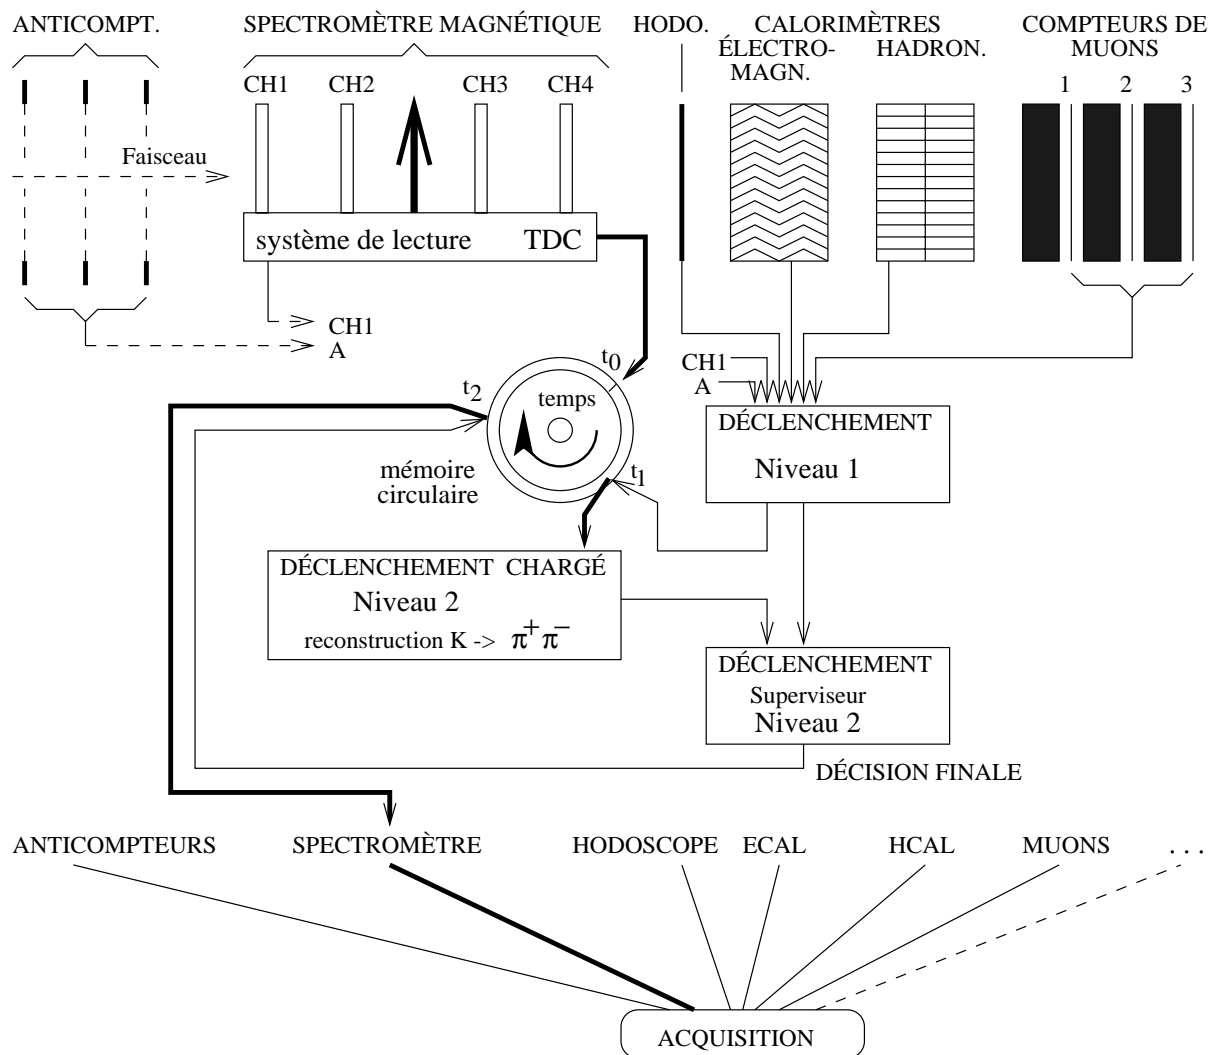 ANTICOMPT. SPECTROMÈTRE MAGNÉTIQUE HODO. CALORIMÈTRES COMPTEURS DE
ÉLECTRO- HADRON. MUONS
MAGN.
CH1 CH2 CH3 CH4 1 2 3
Faisceau
système de lecture TDC
CH1
A
t0
CH1
A
t2
temps
DÉCLENCHEMENT
Niveau 1
mémoire
circulaire
t1
DÉCLENCHEMENT CHARGÉ
Niveau 2
reconstruction K -> π+ π−
DÉCLENCHEMENT
Superviseur
Niveau 2
DÉCISION FINALE
ANTICOMPTEURS SPECTROMÈTRE HODOSCOPE ECAL HCAL MUONS . . .
ACQUISITION